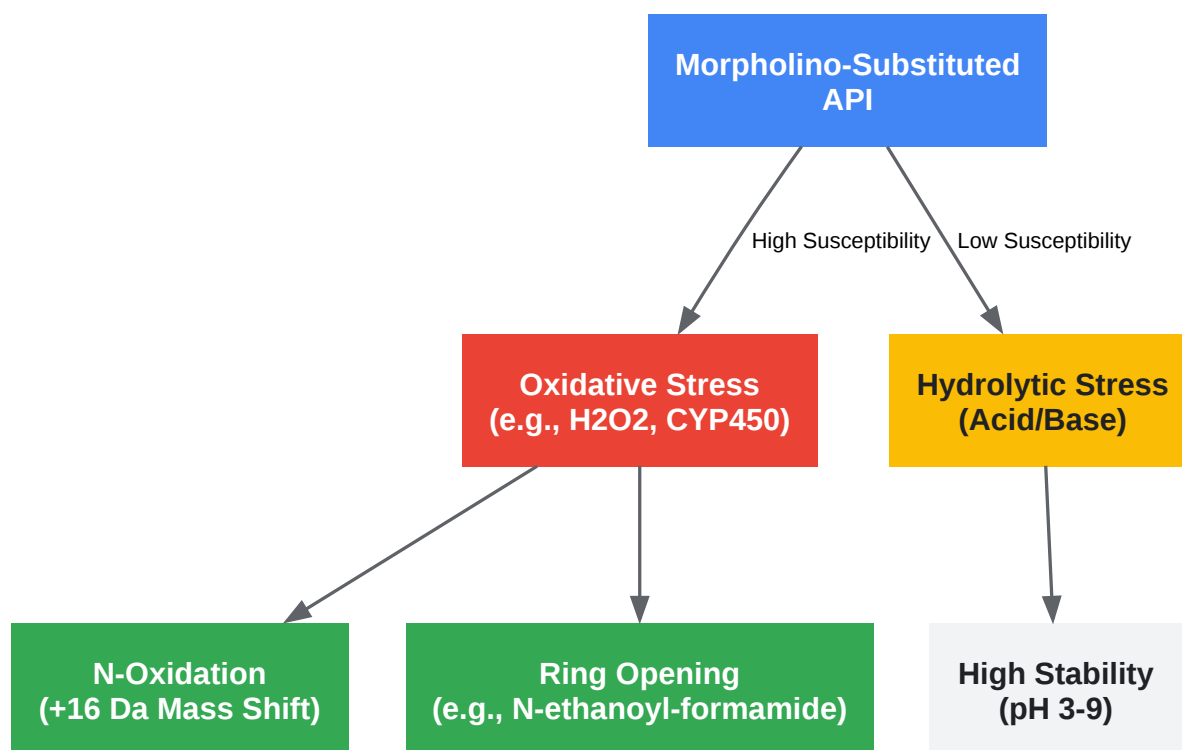 Morpholino-Substituted
API
High Susceptibility
Low Susceptibility
Oxidative Stress
(e.g., H2O2, CYP450)
Hydrolytic Stress
(Acid/Base)
N-Oxidation
(+16 Da Mass Shift)
Ring Opening
(e.g., N-ethanoyl-formamide)
High Stability
(pH 3-9)